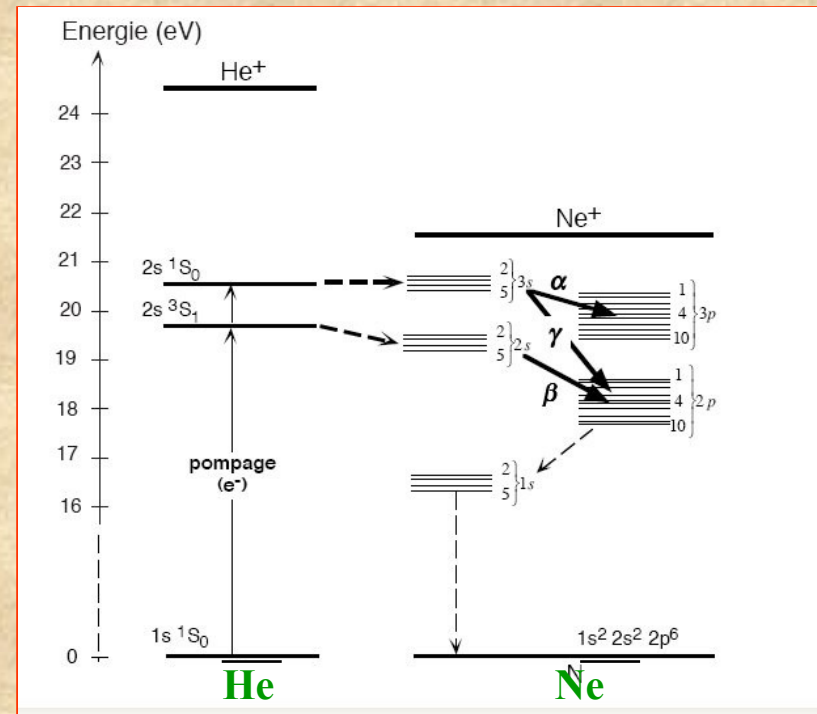 Energie (eV)
He+
24
23
22
Ne+
21
2s ¹S₀
2
5
3s
α
1
4
10
3p
20
2s ³S₁
γ
2
5
2s
19
β
1
4
10
2p
18
17
pompage
(e-)
2
5
1s
16
1s ¹S₀
1s² 2s² 2p⁶
0
N
He
Ne